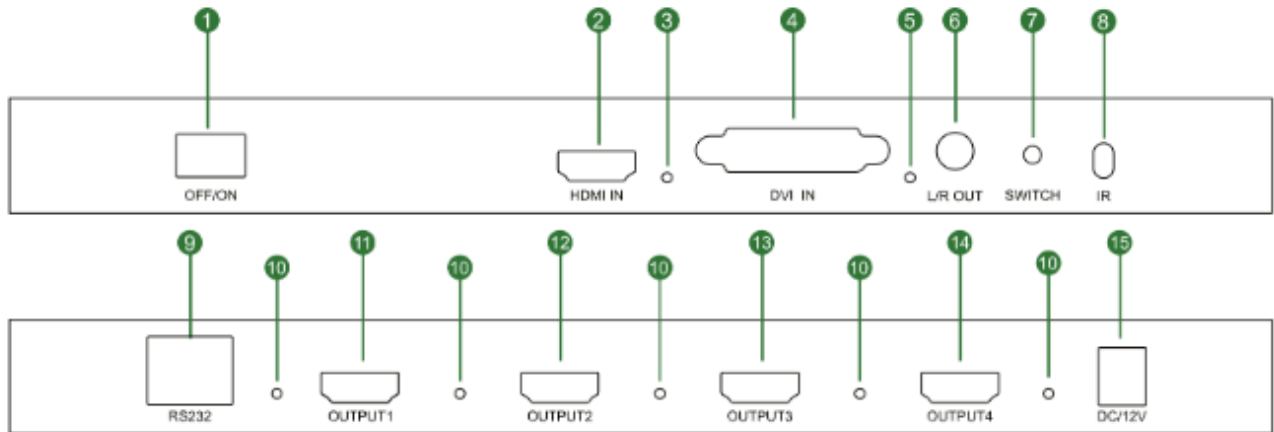 1 2 3 4 5 6 7 8
OFF/ON HDMI IN DVI IN L/R OUT SWITCH IR
9 10 11 10 12 10 13 10 14 10 15
RS232 OUTPUT1 OUTPUT2 OUTPUT3 OUTPUT4 DC/12V